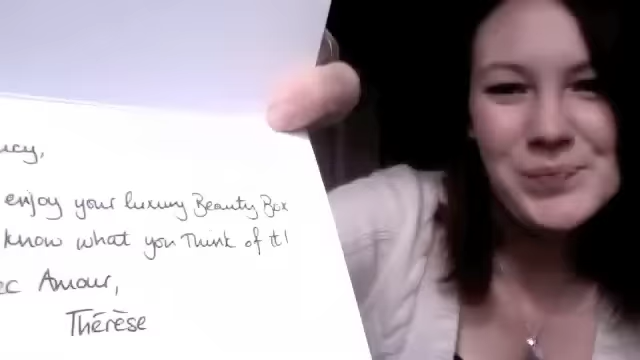 ucy,
enjoy your luxury Beauty Box
know what you Think of it!
ec Amour,
Thérèse